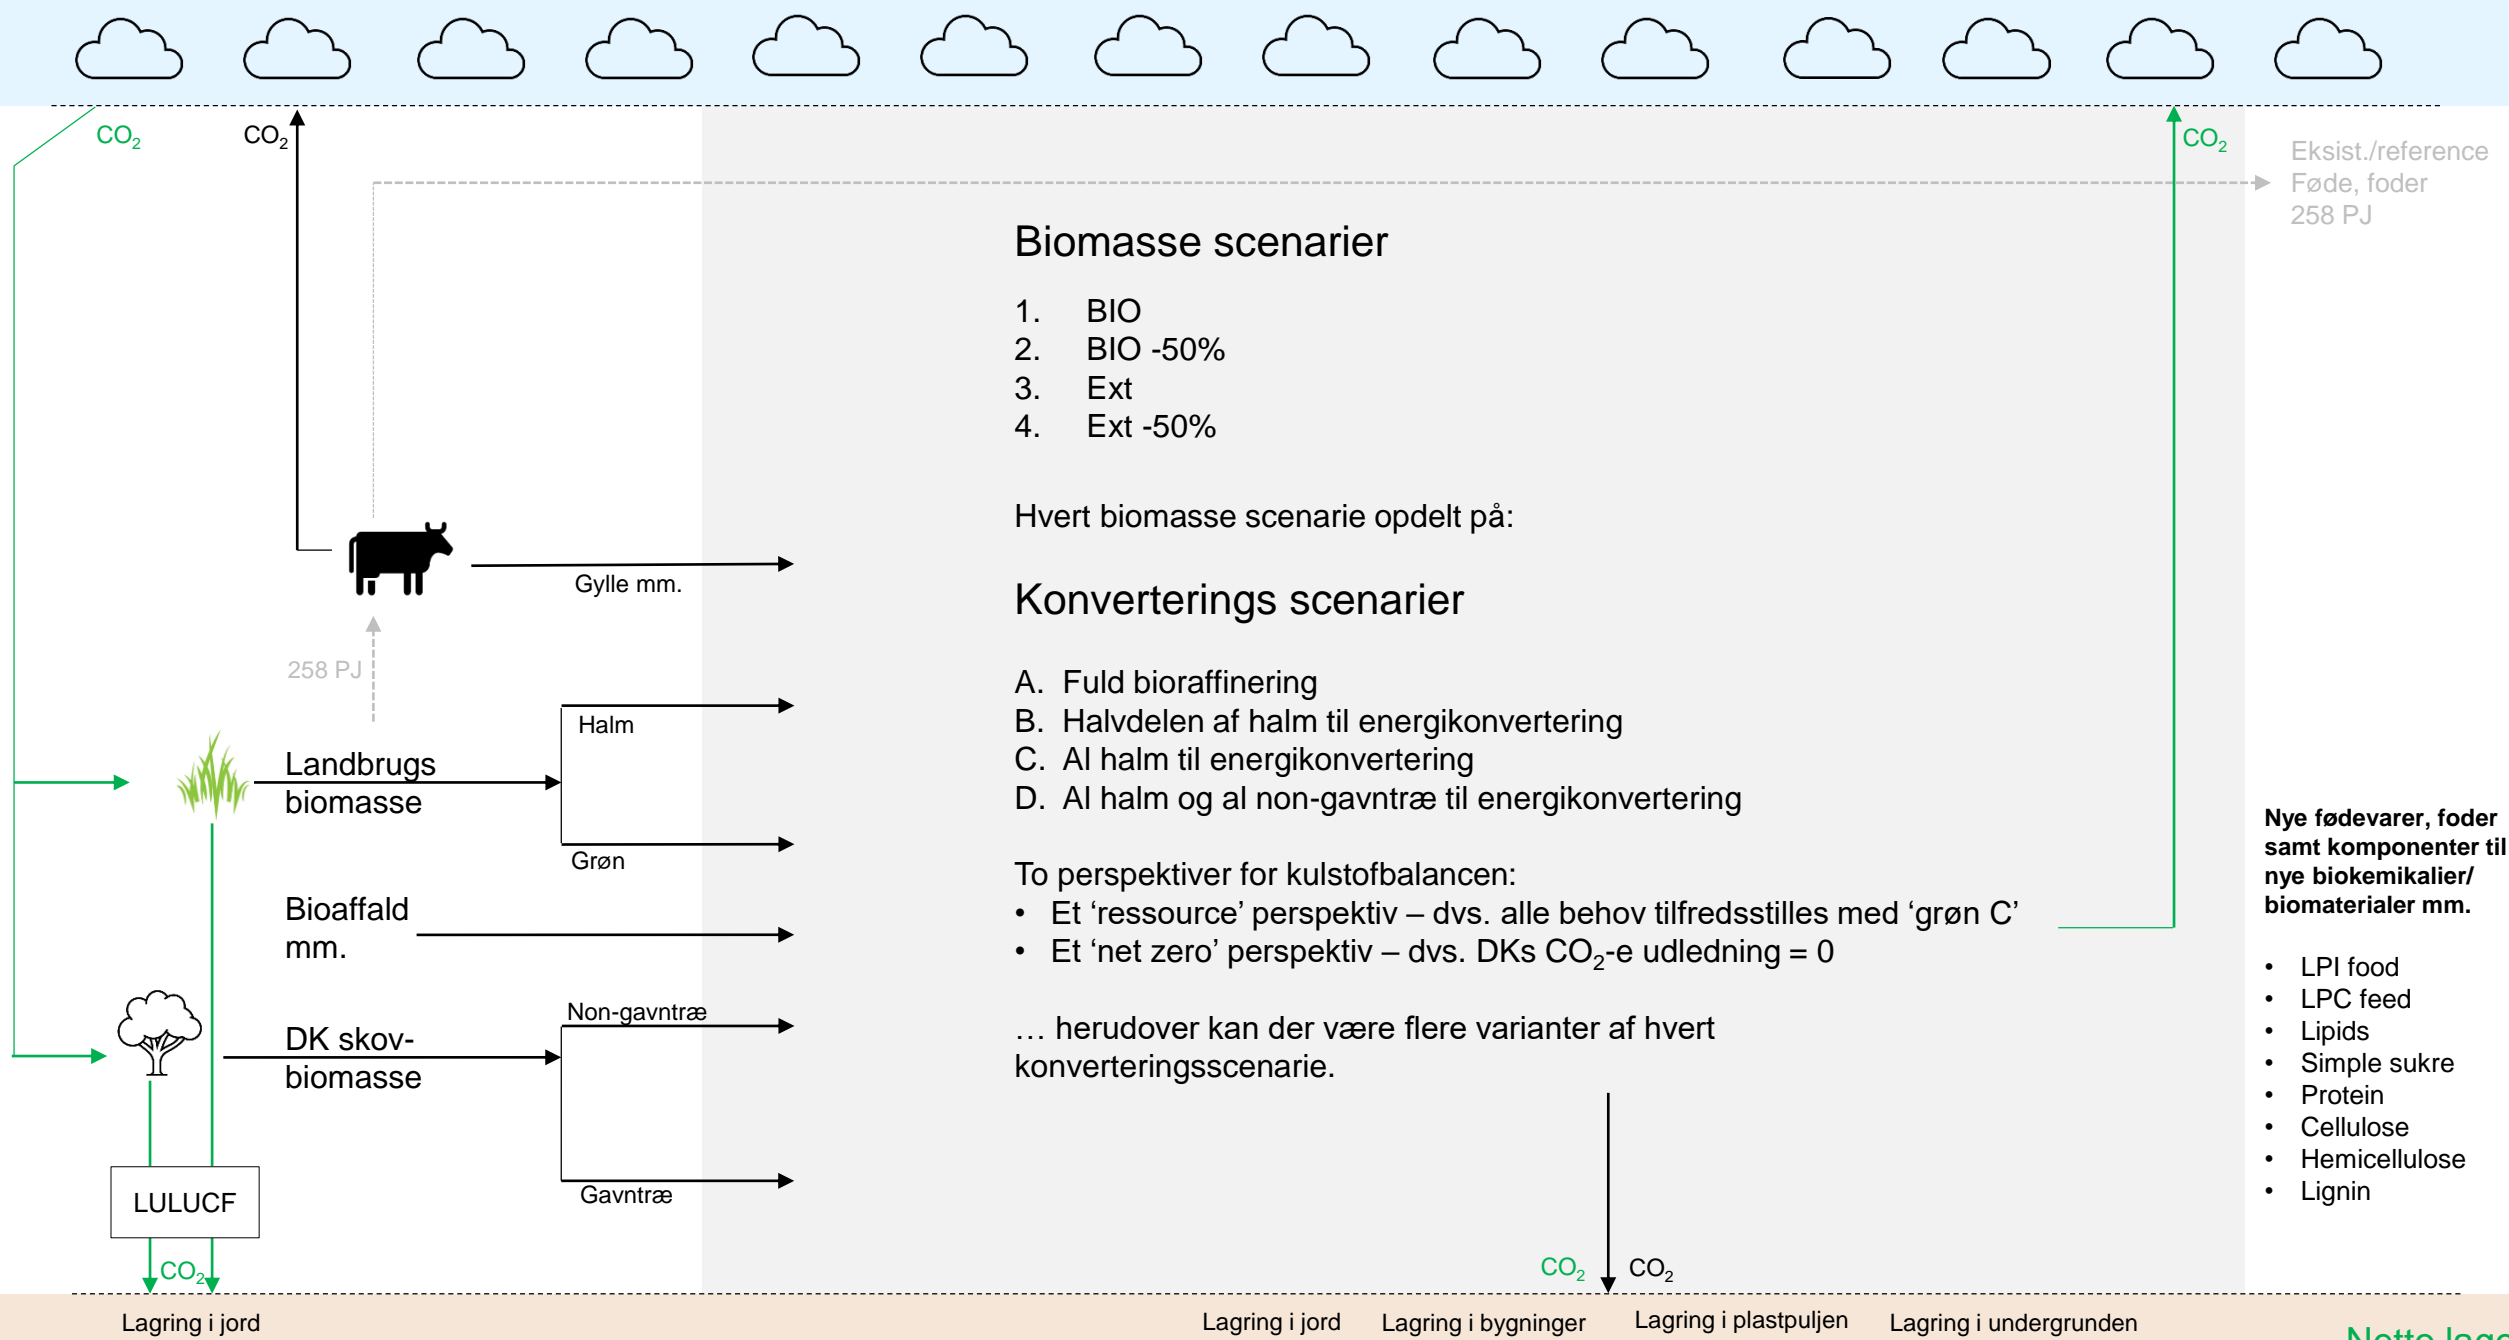 CO2
CO2
CO2
Eksist./reference
Føde, foder
258 PJ
Biomasse scenarier
1. BIO
2. BIO -50%
3. Ext
4. Ext -50%
Hvert biomasse scenarie opdelt på:
Gylle mm.
Konverterings scenarier
258 PJ
A. Fuld bioraffinering
B. Halvdelen af halm til energikonvertering
C. Al halm til energikonvertering
D. Al halm og al non-gavntræ til energikonvertering
Halm
Landbrugs
biomasse
Grøn
To perspektiver for kulstofbalancen:
• Et ‘ressource’ perspektiv – dvs. alle behov tilfredsstilles med ‘grøn C’
• Et ‘net zero’ perspektiv – dvs. DKs CO2-e udledning = 0
… herudover kan der være flere varianter af hvert
konverteringsscenarie.
Bioaffald
mm.
Non-gavntræ
DK skov-
biomasse
Gavntræ
LULUCF
CO2
CO2
CO2
Nye fødevarer, foder
samt komponenter til
nye biokemikalier/
biomaterialer mm.
• LPI food
• LPC feed
• Lipids
• Simple sukre
• Protein
• Cellulose
• Hemicellulose
• Lignin
Lagring i jord
Lagring i jord
Lagring i bygninger
Lagring i plastpuljen
Lagring i undergrunden
Netto